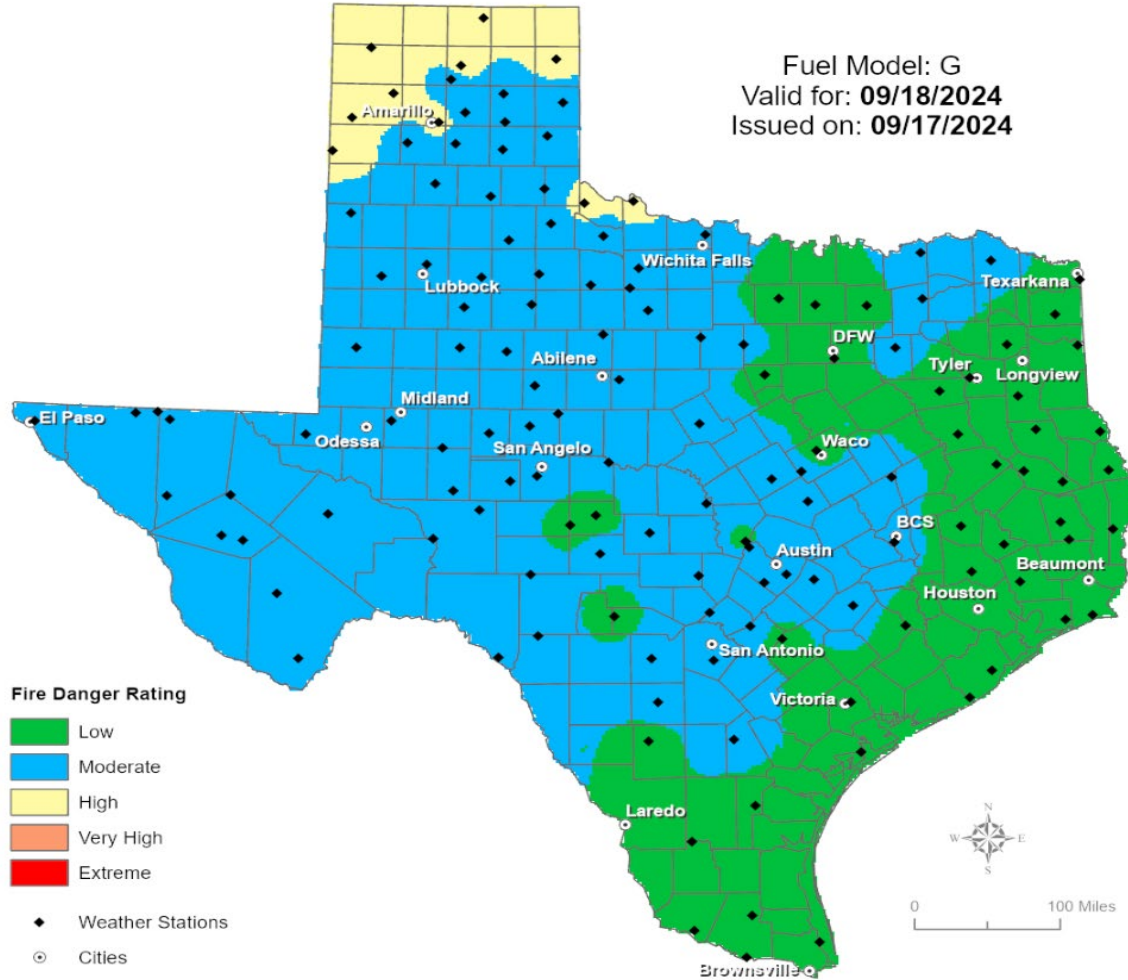 Fuel Model: G
Valid for: 09/18/2024
Issued on: 09/17/2024
Amarillo
Wichita Falls
Lubbock
Texarkana
DFW
Abilene
Tyler
Longview
Midland
El Paso
Odessa
San Angelo
Waco
BCS
Austin
Beaumont
Houston
San Antonio
Victoria
Laredo
Brownsville
Fire Danger Rating
Low
Moderate
High
Very High
Extreme
Weather Stations
Cities
N
W E
S
0 100 Miles